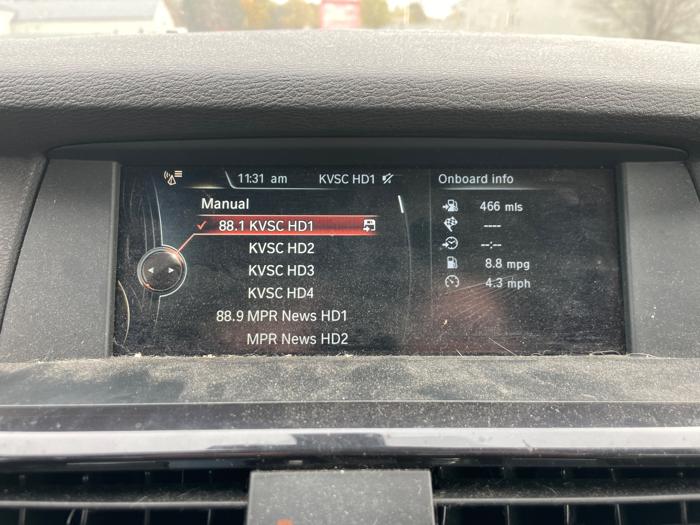 11:31 am KVSC HD1
Manual
88.1 KVSC HD1
KVSC HD2
KVSC HD3
KVSC HD4
88.9 MPR News HD1
MPR News HD2
Onboard info
466 mls
----
--:--
8.8 mpg
4.3 mph